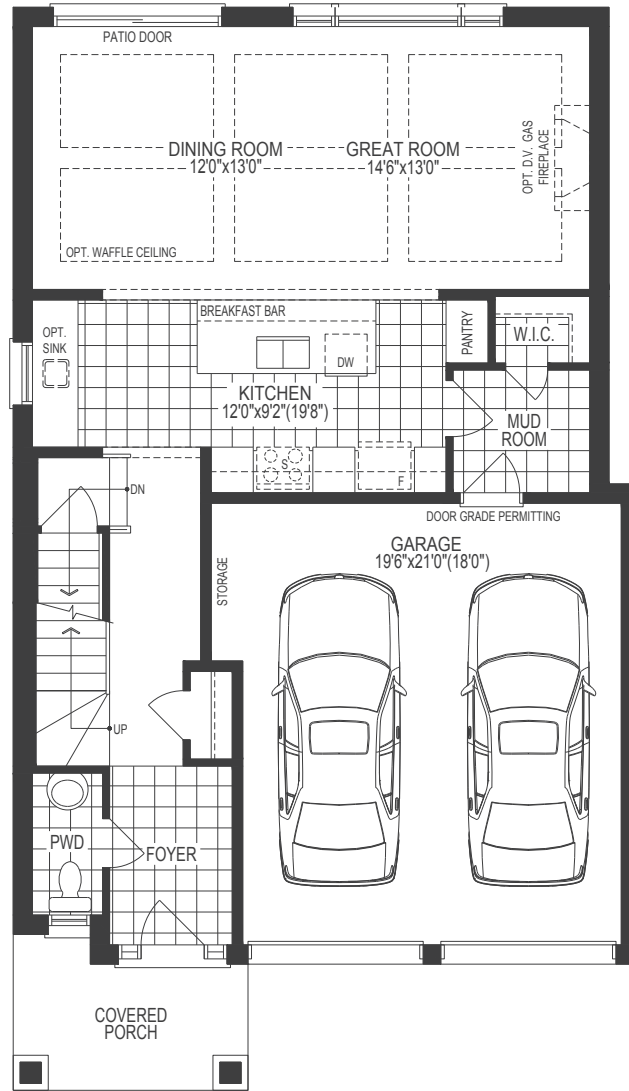 PATIO DOOR
DINING ROOM
12'0"x13'0"
GREAT ROOM
14'6"x13'0"
OPT. D.V. GAS
FIREPLACE
OPT. WAFFLE CEILING
BREAKFAST BAR
OPT.
SINK
DW
PANTRY
W.I.C.
KITCHEN
12'0"x9'2"(19'8")
MUD
ROOM
S
F
DN
DOOR GRADE PERMITTING
GARAGE
19'6"x21'0"(18'0")
STORAGE
UP
PWD
FOYER
COVERED
PORCH